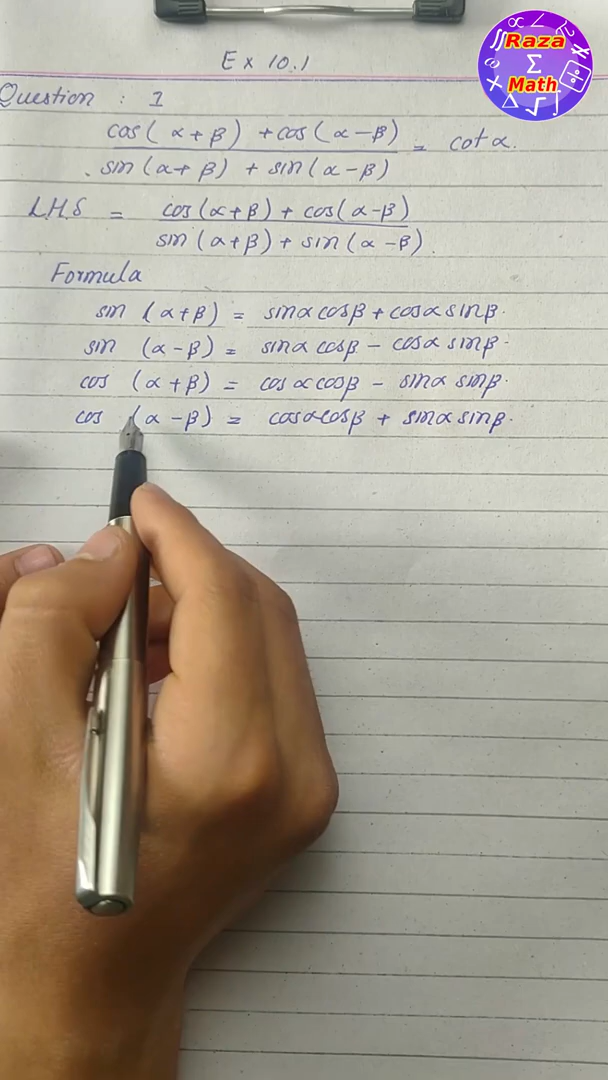 Raza
Σ
Math
Ex 10.1
Question : 1
cos(α+β) + cos(α-β)
sin(α+β) + sin(α-β)
= cotα.
LHS = cos(α+β) + cos(α-β)
sin(α+β) + sin(α-β).
Formula
sin (α+β) = sinα cosβ + cosα sinβ.
sin (α-β) = sinα cosβ - cosα sinβ.
cos (α+β) = cosα cosβ - sinα sinβ.
cos (α-β) = cosα cosβ + sinα sinβ.